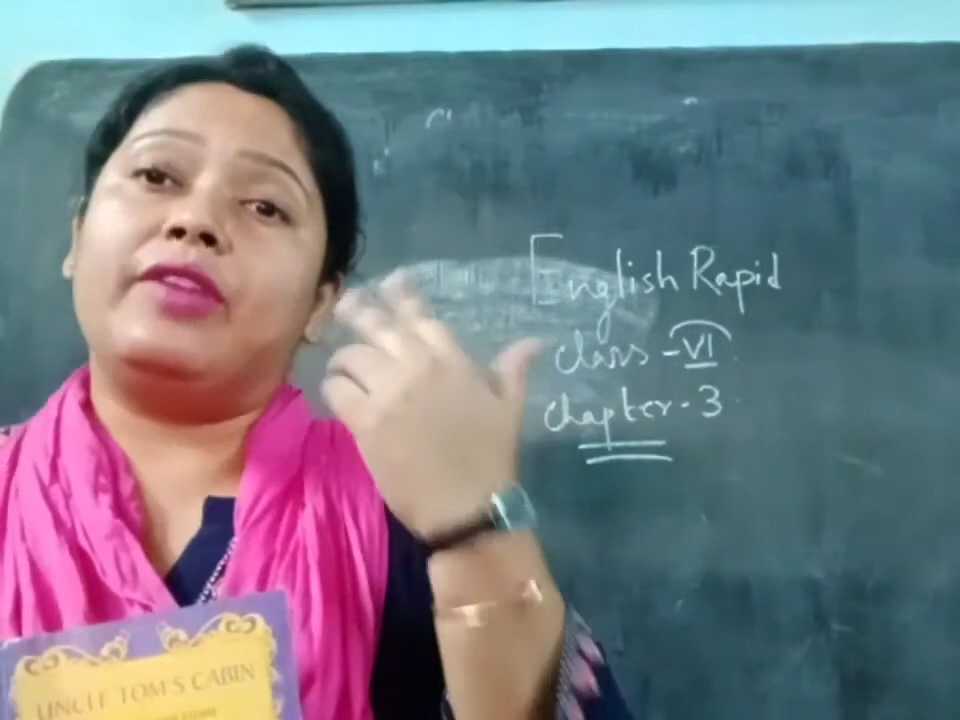 English Rapid
class - VI
chapter - 3
UNCLE TOM'S CABIN